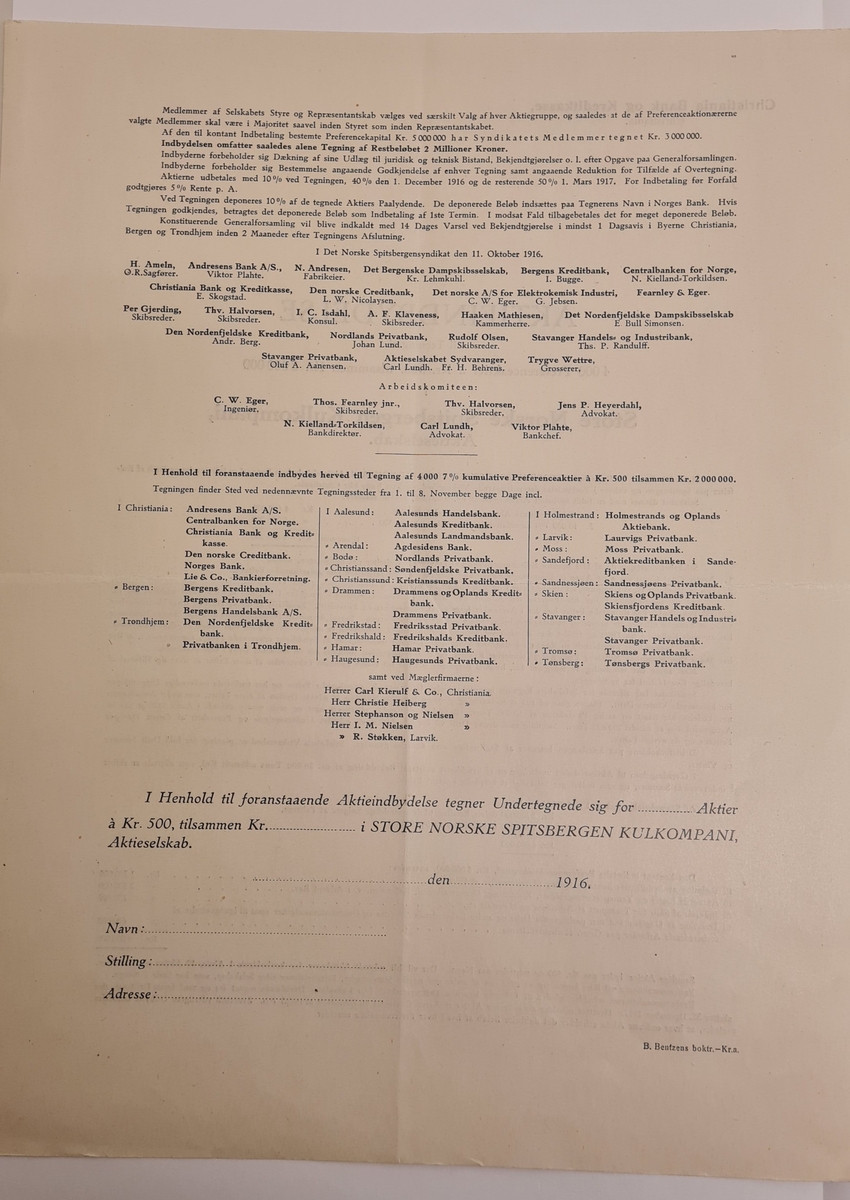 Medlemmer af Selskabets Styre og Repræsentantskab vælges ved særskilt Valg af hver Aktiegruppe, og saaledes at de af Preferenceaktionærerne
valgte Medlemmer skal være i Majoritet saavel inden Styret som inden Repræsentantskabet.
Af den til kontant Indbetaling bestemte Preferencekapital Kr. 5 000 000 har Syndikatets Medlemmer tegnet Kr. 3 000 000.
Indbydelsen omfatter saaledes alene Tegning af Restbeløbet 2 Millioner Kroner.
Indbyderne forbeholder sig Dækning af sine Udlæg til juridisk og teknisk Bistand, Bekjendtgjørelser o. l. efter Opgave paa Generalforsamlingen.
Indbyderne forbeholder sig Bestemmelse angaaende Godkjendelse af enhver Tegning samt angaaende Reduktion for Tilfælde af Overtegning.
Aktierne udbetales med 10 % ved Tegningen, 40 % den 1. December 1916 og de resterende 50 % 1. Mars 1917. For Indbetaling før Forfald
godtgjøres 5 % Rente p. A.
Ved Tegningen deponeres 10 % af de tegnede Aktiers Paalydende. De deponerede Beløb indsættes paa Tegnerens Navn i Norges Bank. Hvis
Tegningen godkjendes, betragtes det deponerede Beløb som Indbetaling af 1ste Termin. I modsat Fald tilbagebetales det for meget deponerede Beløb.
Konstituerende Generalforsamling vil blive indkaldt med 14 Dages Varsel ved Bekjendtgjørelse i mindst 1 Dagsavis i Byerne Christiania,
Bergen og Trondhjem inden 2 Maaneder efter Tegningens Afslutning.
I Det Norske Spitsbergensyndikat den 11. Oktober 1916.
H. Ameln, Andresens Bank A/S., N. Andresen, Det Bergenske Dampskibsselskab, Bergens Kreditbank, Centralbanken for Norge,
O.R.Sagfører. Viktor Plahte. Fabrikeier. Kr. Lehmkuhl. I. Bugge. N. Kielland-Torkildsen.
Christiania Bank og Kreditkasse, Den norske Creditbank, Det norske A/S for Elektrokemisk Industri, Fearnley & Eger.
E. Skogstad. L. W. Nicolaysen. C. W. Eger. G. Jebsen.
Per Gjerding, Thv. Halvorsen, I. C. Isdahl, A. F. Klaveness, Haaken Mathiesen, Det Nordenfjeldske Dampskibsselskab
Skibsreder. Skibsreder. Konsul. Skibsreder. Kammerherre. E. Bull Simonsen.
Den Nordenfjeldske Kreditbank, Nordlands Privatbank, Rudolf Olsen, Stavanger Handels- og Industribank,
Andr. Berg. Johan Lund. Skibsreder. Ths. P. Randulff.
Stavanger Privatbank, Aktieselskabet Sydvaranger, Trygve Wettre,
Oluf A. Aanensen. Carl Lundh. Fr. H. Behrens. Grosserer.
Arbeidskomiteen:
C. W. Eger, Thos. Fearnley jnr., Thv. Halvorsen, Jens P. Heyerdahl,
Ingeniør. Skibsreder. Skibsreder. Advokat.
N. Kielland-Torkildsen, Carl Lundh, Viktor Plahte,
Bankdirektør. Advokat. Bankchef.
I Henhold til foranstaaende indbydes herved til Tegning af 4000 7 % kumulative Preferenceaktier à Kr. 500 tilsammen Kr. 2 000 000.
Tegningen finder Sted ved nedennævnte Tegningssteder fra 1. til 8. November begge Dage incl.
I Christiania: Andresens Bank A/S.
Centralbanken for Norge.
Christiania Bank og Kredit-
kasse.
Den norske Creditbank.
Norges Bank.
Lie & Co., Bankierforretning.
" Bergen: Bergens Kreditbank.
Bergens Privatbank.
Bergens Handelsbank A/S.
" Trondhjem: Den Nordenfjeldske Kredit-
bank.
" Privatbanken i Trondhjem.
I Aalesund: Aalesunds Handelsbank.
Aalesunds Kreditbank.
Aalesunds Landmandsbank.
" Arendal: Agdesidens Bank.
" Bodø: Nordlands Privatbank.
" Christianssand: Søndenfjeldske Privatbank.
" Christianssund: Kristianssunds Kreditbank.
" Drammen: Drammens og Oplands Kredit-
bank.
Drammens Privatbank.
" Fredrikstad: Fredriksstad Privatbank.
" Fredrikshald: Fredrikshalds Kreditbank.
" Hamar: Hamar Privatbank.
" Haugesund: Haugesunds Privatbank.
I Holmestrand: Holmestrands og Oplands
Aktiebank.
" Larvik: Laurvigs Privatbank.
" Moss: Moss Privatbank.
" Sandefjord: Aktiekreditbanken i Sande-
fjord.
" Sandnessjøen: Sandnessjøens Privatbank.
" Skien: Skiens og Oplands Privatbank.
Skiensfjordens Kreditbank.
" Stavanger: Stavanger Handels og Industri-
bank.
Stavanger Privatbank.
" Tromsø: Tromsø Privatbank.
" Tønsberg: Tønsbergs Privatbank.
samt ved Mæglerfirmaerne:
Herrer Carl Kierulf & Co., Christiania.
Herr Christie Heiberg »
Herrer Stephanson og Nielsen »
Herr I. M. Nielsen »
» R. Støkken, Larvik.
I Henhold til foranstaaende Aktieindbydelse tegner Undertegnede sig for ............... Aktier
à Kr. 500, tilsammen Kr. ........................ i STORE NORSKE SPITSBERGEN KULKOMPANI,
Aktieselskab.
................................ den ........................ 1916.
Navn: ................................
Stilling: ................................
Adresse: ................................
B. Bentzens boktr.—Kr.a.